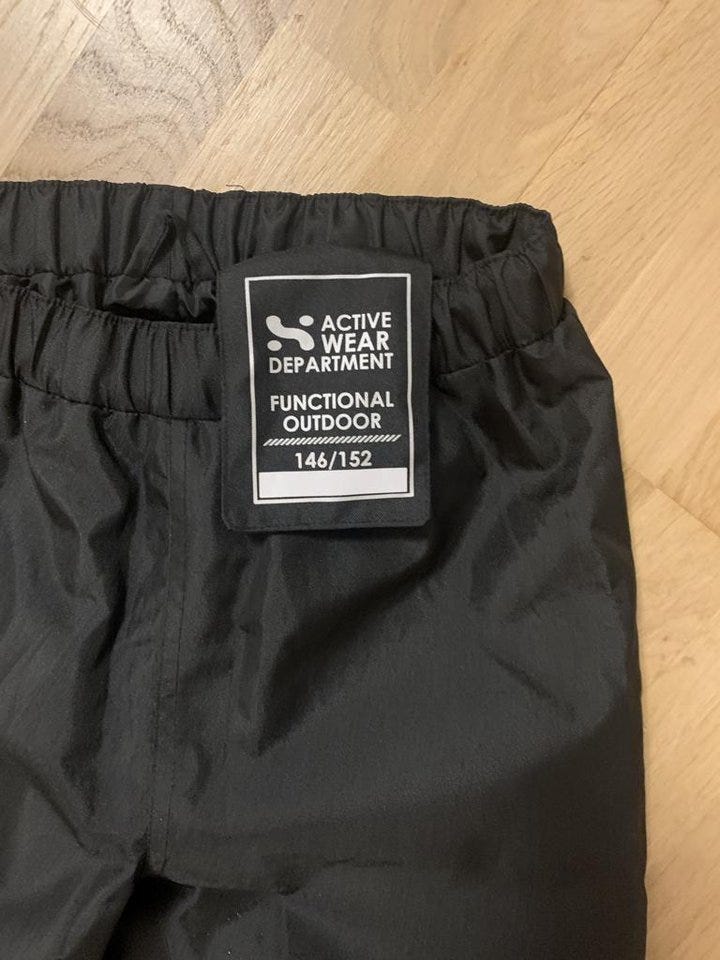 ACTIVE
WEAR
DEPARTMENT
FUNCTIONAL
OUTDOOR
146/152